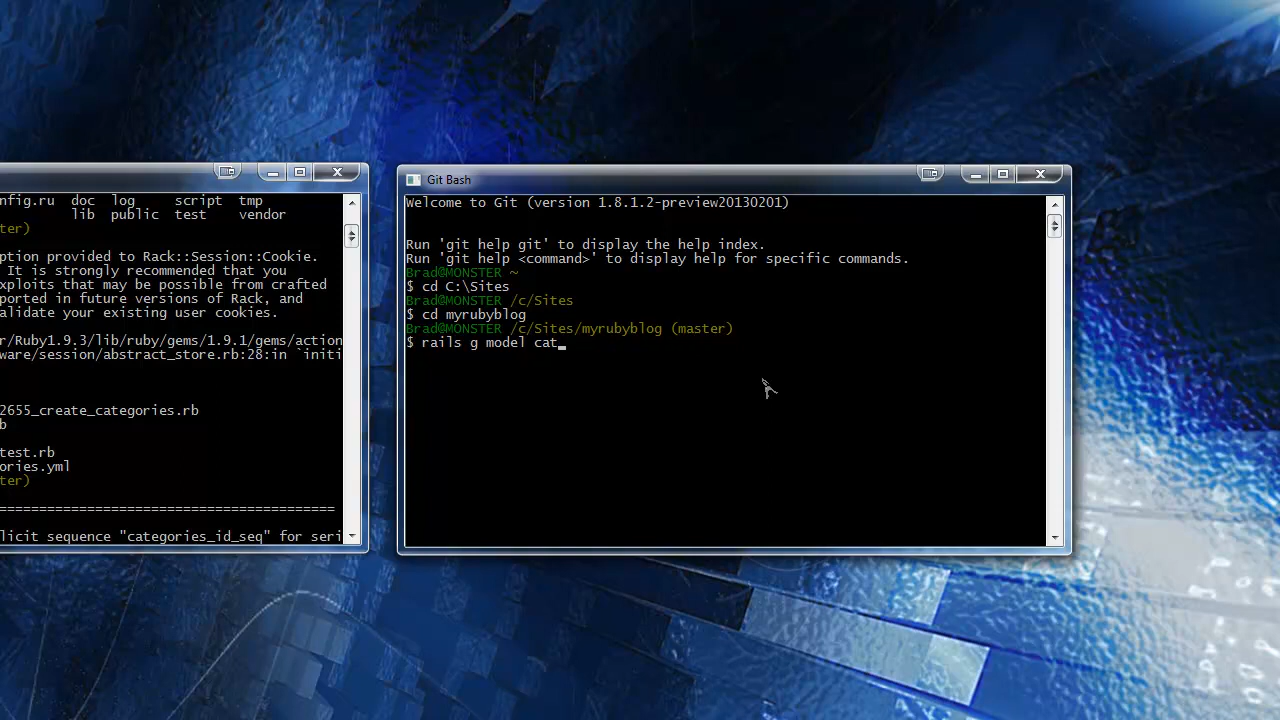 nfig.ru doc log script tmp
lib public test vendor
ter)
ption provided to Rack::Session::Cookie.
It is strongly recommended that you
exploits that may be possible from crafted
ported in future versions of Rack, and
alidate your existing user cookies.
r/Ruby1.9.3/lib/ruby/gems/1.9.1/gems/action
ware/session/abstract_store.rb:28:in `initi
2655_create_categories.rb
b
test.rb
ories.yml
ter)
==========================================
licit sequence "categories_id_seq" for seri
Git Bash
Welcome to Git (version 1.8.1.2-preview20130201)
Run 'git help git' to display the help index.
Run 'git help <command>' to display help for specific commands.
Brad@MONSTER ~
$ cd C:\Sites
Brad@MONSTER /c/Sites
$ cd myrubyblog
Brad@MONSTER /c/Sites/myrubyblog (master)
$ rails g model cat_